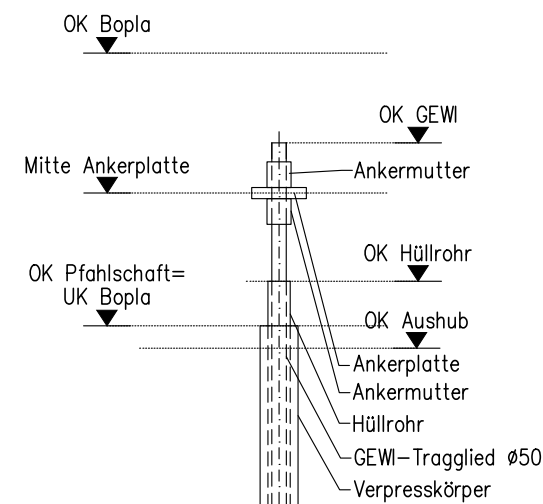 OK Bopla
OK GEWI
Mitte Ankerplatte
Ankermutter
OK Hüllrohr
OK Pfahlschaft=
UK Bopla
OK Aushub
Ankerplatte
Ankermutter
Hüllrohr
GEWI-Tragglied Ø50
Verpresskörper